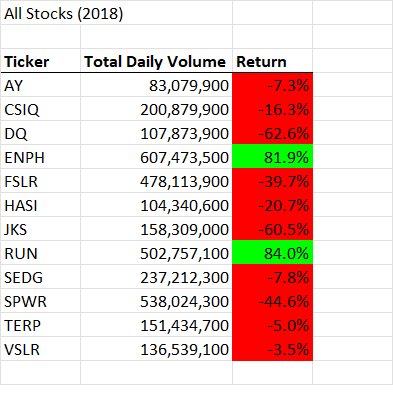 All Stocks (2018)
Ticker Total Daily Volume Return
AY 83,079,900 -7.3%
CSIQ 200,879,900 -16.3%
DQ 107,873,900 -62.6%
ENPH 607,473,500 81.9%
FSLR 478,113,900 -39.7%
HASI 104,340,600 -20.7%
JKS 158,309,000 -60.5%
RUN 502,757,100 84.0%
SEDG 237,212,300 -7.8%
SPWR 538,024,300 -44.6%
TERP 151,434,700 -5.0%
VSLR 136,539,100 -3.5%